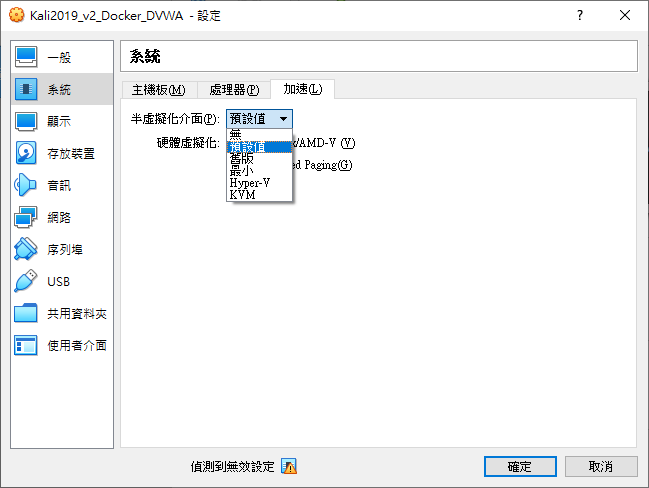 Kali2019_v2_Docker_DVWA - 設定
一般
系統
顯示
存放裝置
音訊
網路
序列埠
USB
共用資料夾
使用者介面
系統
主機板(M) 處理器(P) 加速(L)
半虛擬化介面(P): 預設值
無
預設值
舊版
最小
Hyper-V
KVM
硬體虛擬化: /AMD-V (V)
ed Paging(G)
偵測到無效設定 確定 取消